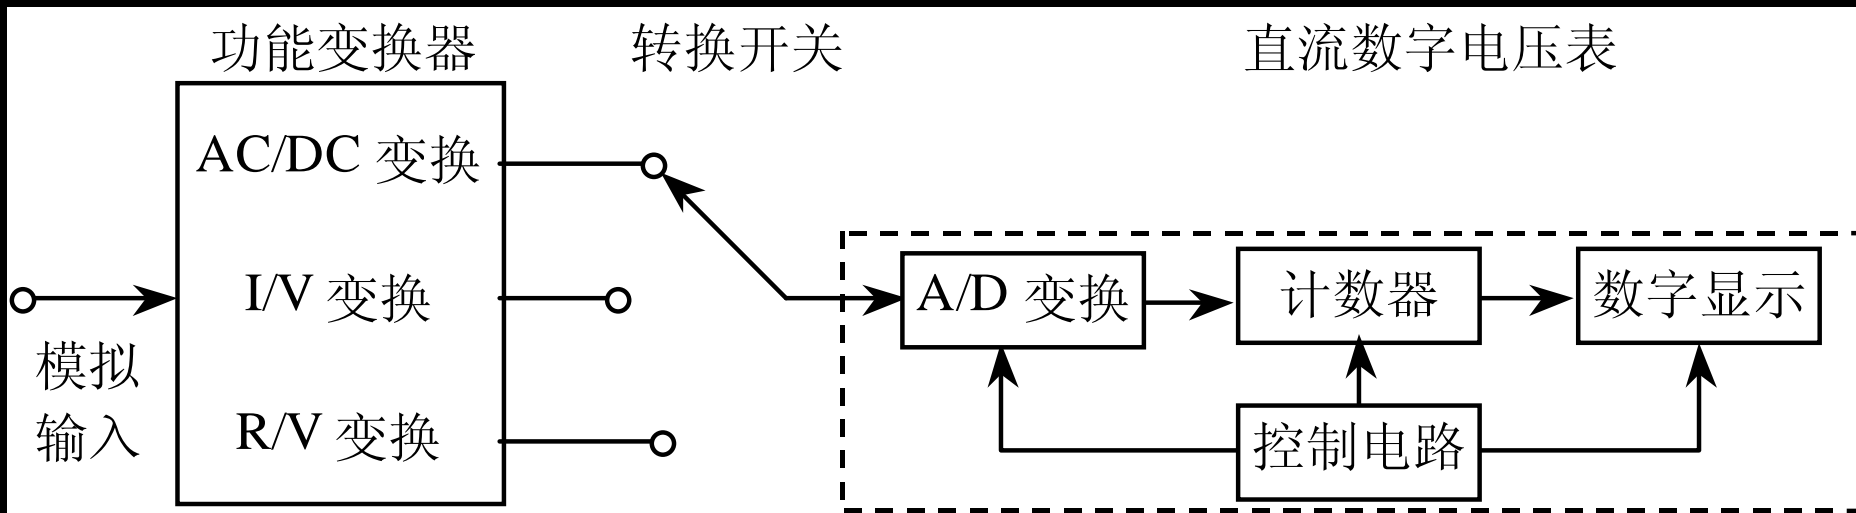 功能变换器
转换开关
直流数字电压表
AC/DC 变换
I/V 变换
R/V 变换
模拟
输入
A/D 变换
计数器
数字显示
控制电路